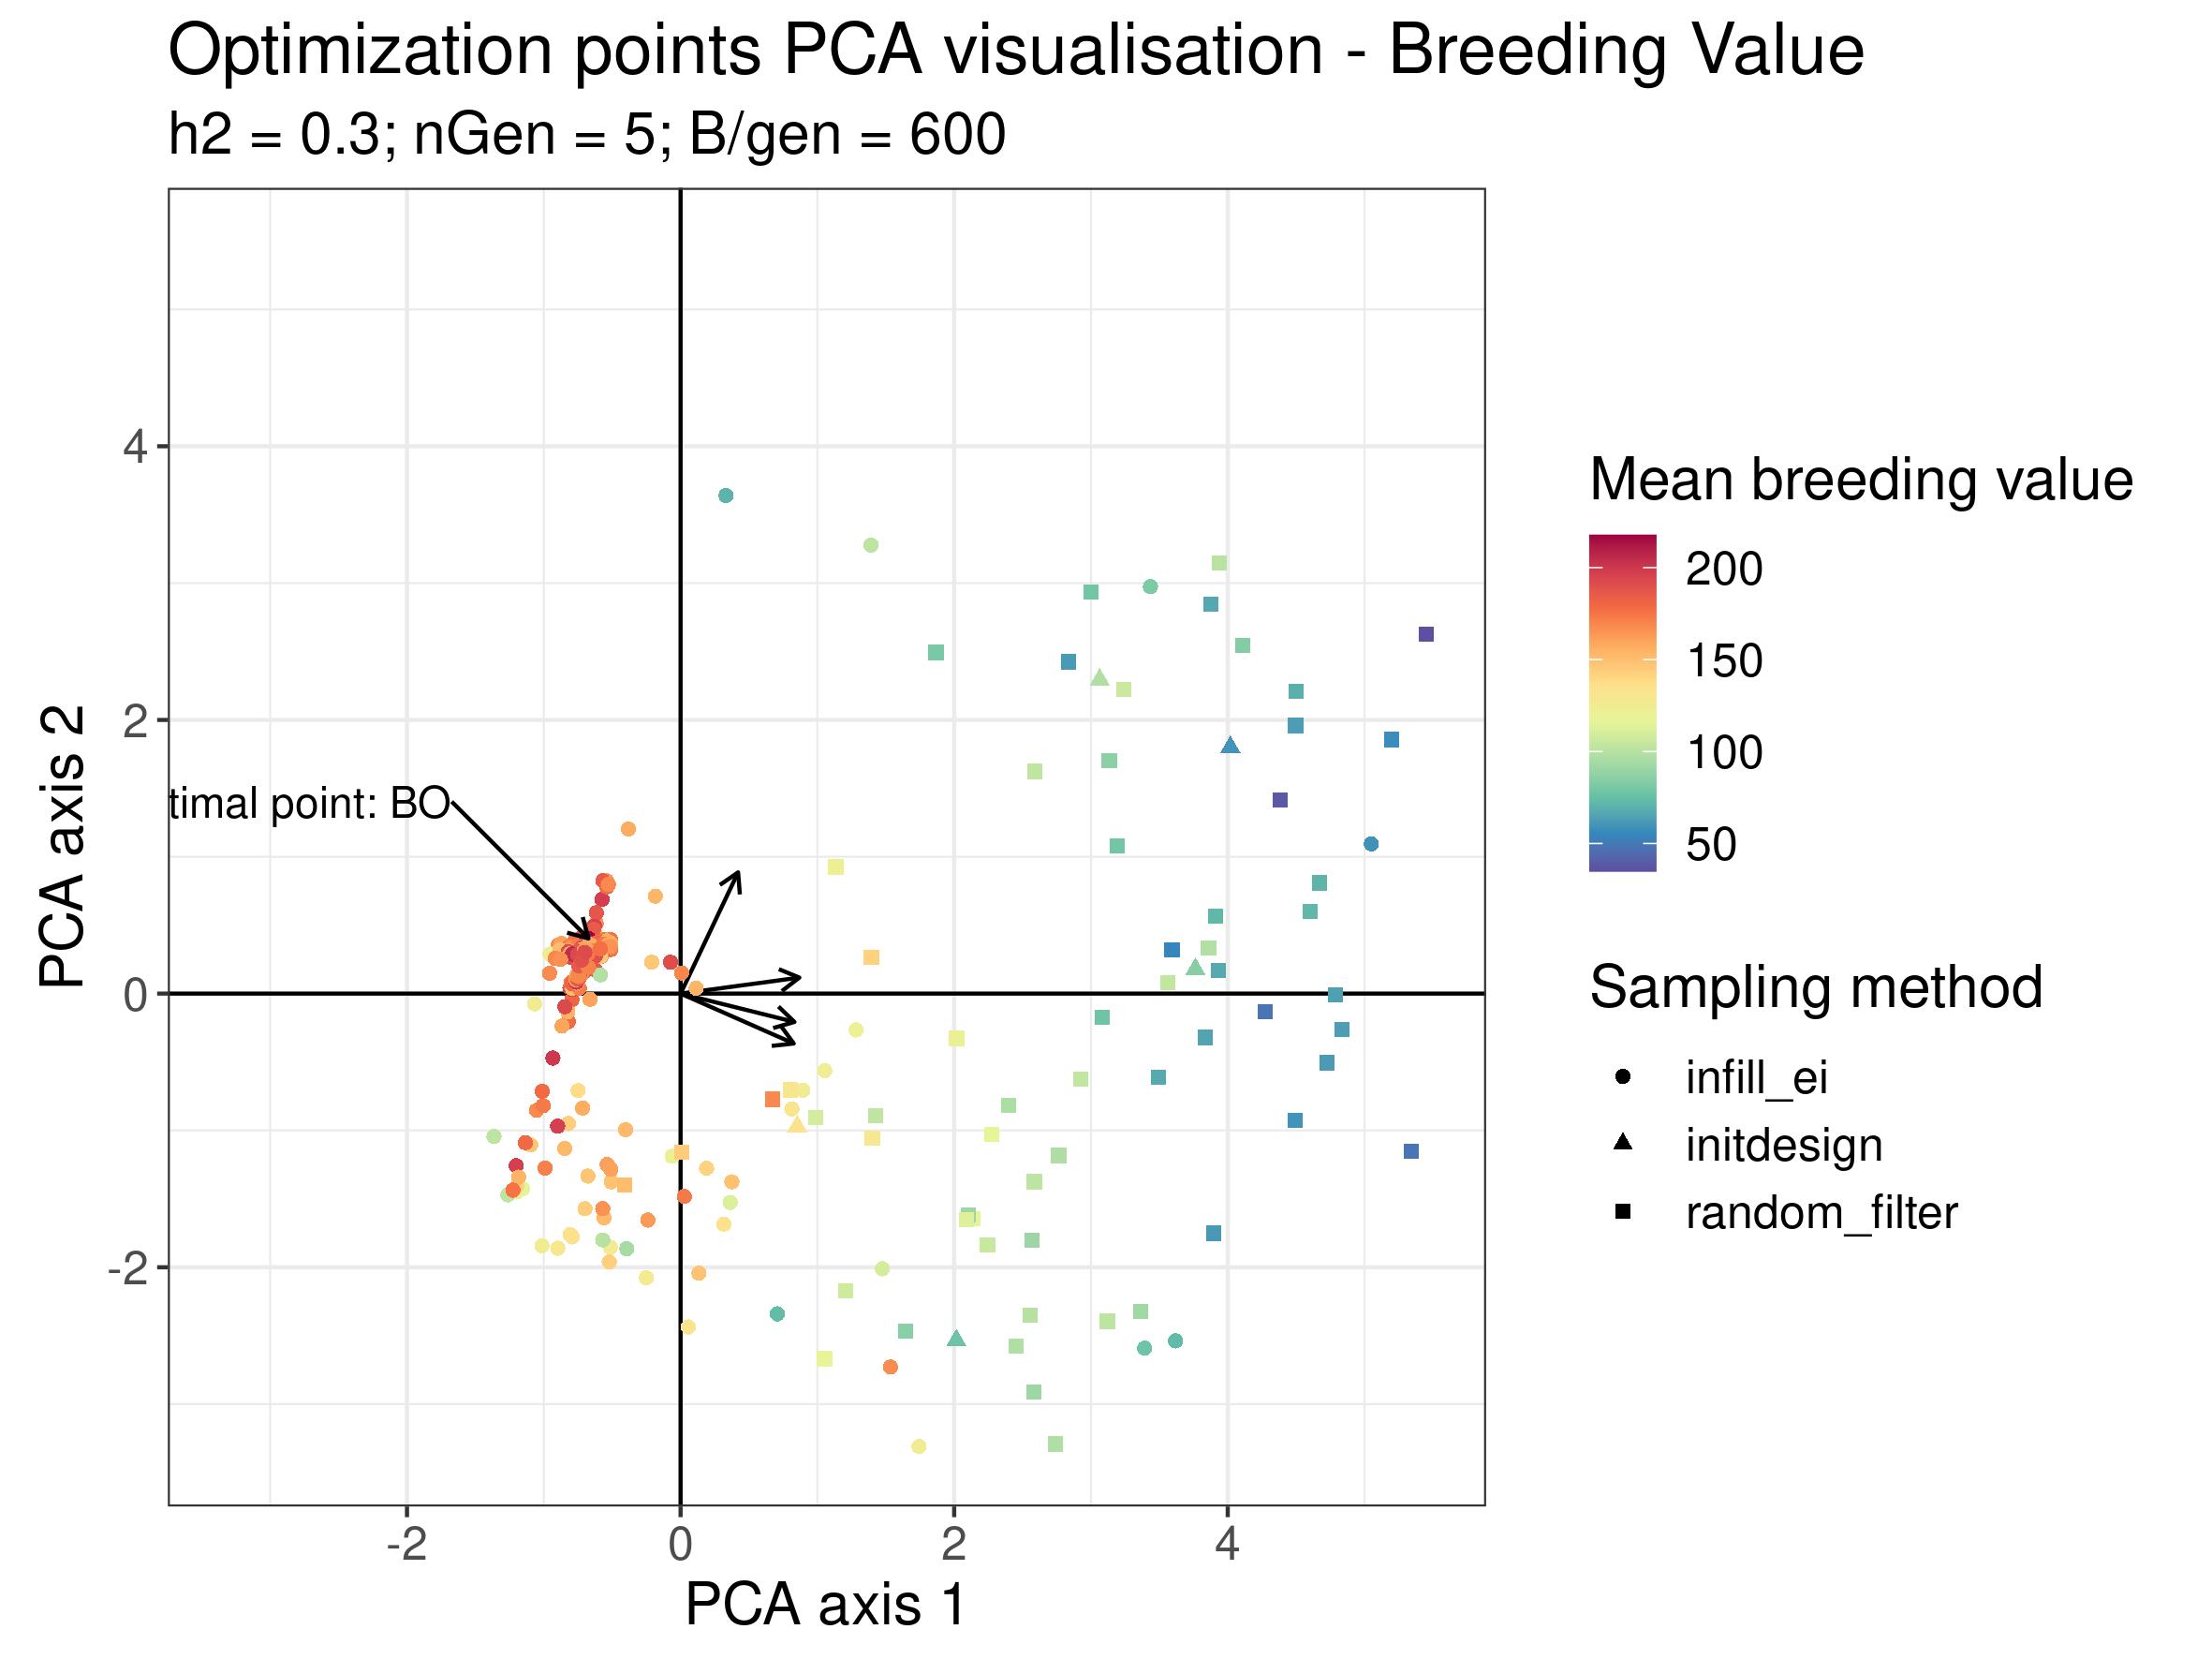 Optimization points PCA visualisation - Breeding Value
h2 = 0.3; nGen = 5; B/gen = 600
PCA axis 2
4
2
0
-2
timal point: BO
-2
0
2
4
PCA axis 1
Mean breeding value
200
150
100
50
Sampling method
infill_ei
initdesign
random_filter